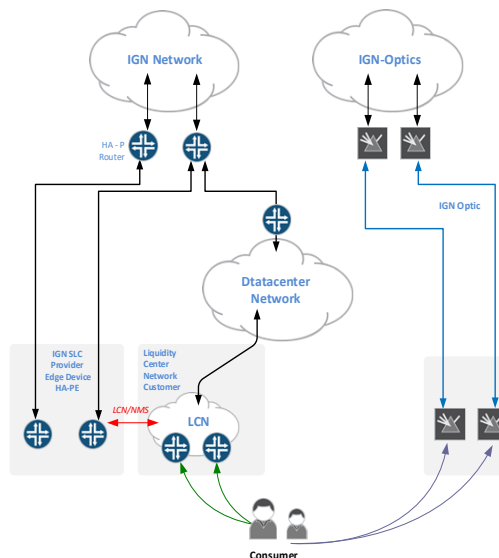 IGN Network
IGN-Optics
HA - P
Router
IGN Optic
Dtatacenter
Network
IGN SLC
Provider
Edge Device
HA-PE
Liquidity
Center
Network
Customer
LCN/NMS
LCN
Consumer